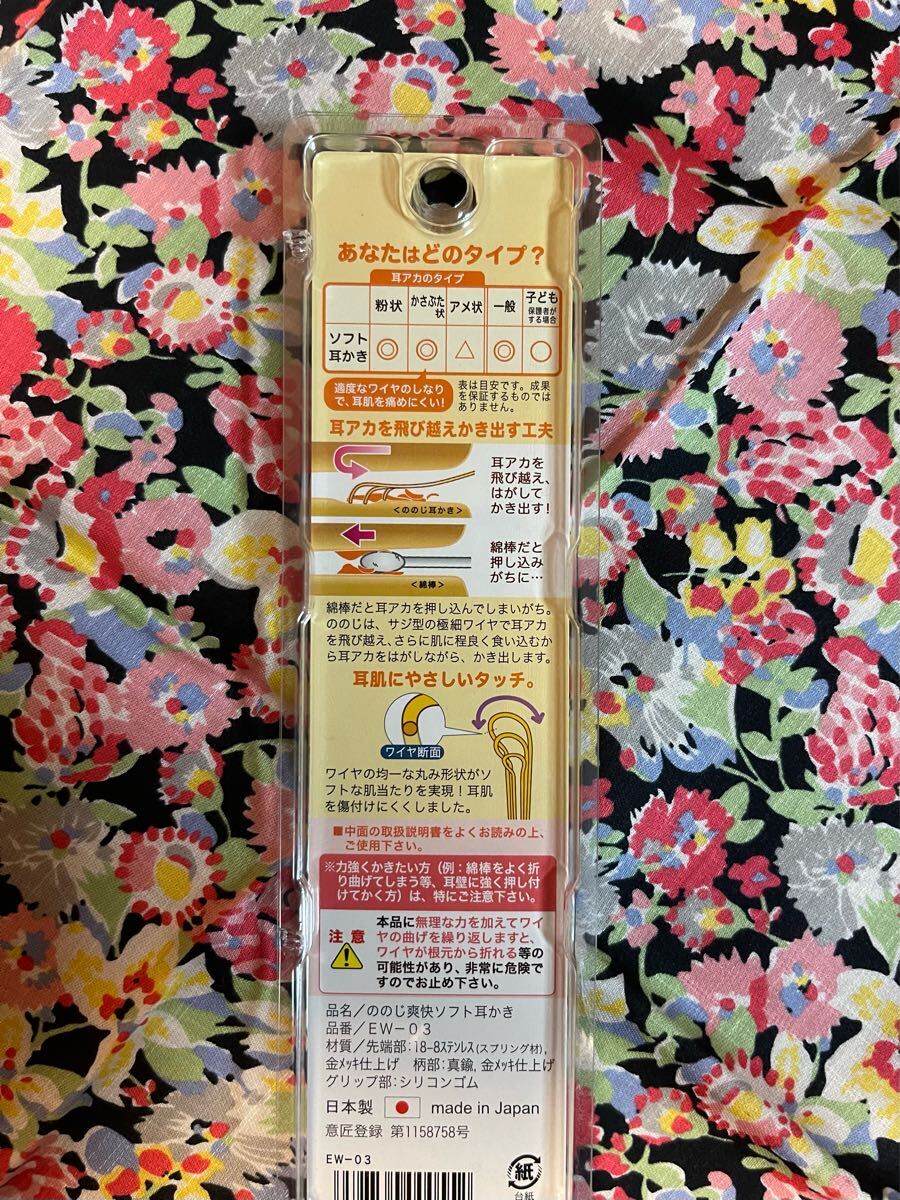 あなたはどのタイプ？
耳アカのタイプ
粉状 かさぶた状 アメ状 一般 子ども 保護者がする場合
ソフト耳かき ◎ ◎ △ ◎ ○
適度なワイヤのしなり
で、耳肌を痛めにくい！
表は目安です。成果
を保証するものでは
ありません。
耳アカを飛び越えかき出す工夫
耳アカを
飛び越え、
はがして
かき出す！
＜ののじ耳かき＞
綿棒だと
押し込み
がちに…
＜綿棒＞
綿棒だと耳アカを押し込んでしまいがち。
ののじは、サジ型の極細ワイヤで耳アカ
を飛び越え、さらに肌に程良く食い込むか
ら耳アカをはがしながら、かき出します。
耳肌にやさしいタッチ。
ワイヤ断面
ワイヤの均一な丸み形状がソ
フトな肌当たりを実現！耳肌
を傷付けにくくしました。
■中面の取扱説明書をよくお読みの上、
ご使用下さい。
※力強くかきたい方（例：綿棒をよく折
り曲げてしまう等、耳壁に強く押し付
けてかく方）は、特にご注意下さい。
注意
本品に無理な力を加えてワイ
ヤの曲げを繰り返しますと、
ワイヤが根元から折れる等の
可能性があり、非常に危険で
すのでお止め下さい。
品名／ののじ爽快ソフト耳かき
品番／EW－03
材質／先端部：18-8ステンレス(スプリング材)，
金メッキ仕上げ 柄部：真鍮，金メッキ仕上げ
グリップ部：シリコンゴム
日本製 made in Japan
意匠登録 第1158758号
EW－03
紙
台紙